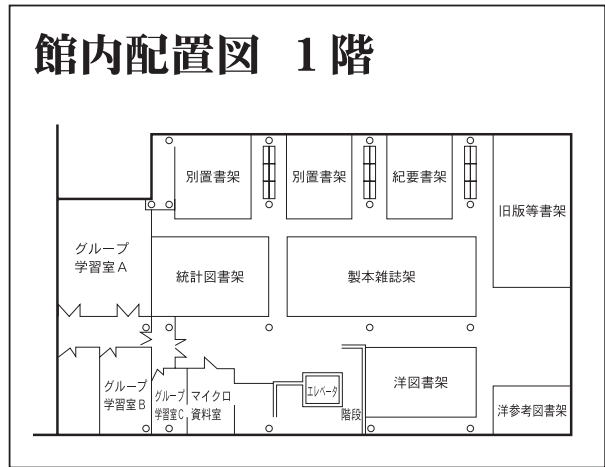 館内配置図 1階
別置書架
別置書架
紀要書架
旧版等書架
グループ
学習室A
統計図書架
製本雑誌架
グループ
学習室B
グループ
学習室C
マイクロ
資料室
エレベータ
階段
洋図書架
洋参考図書架